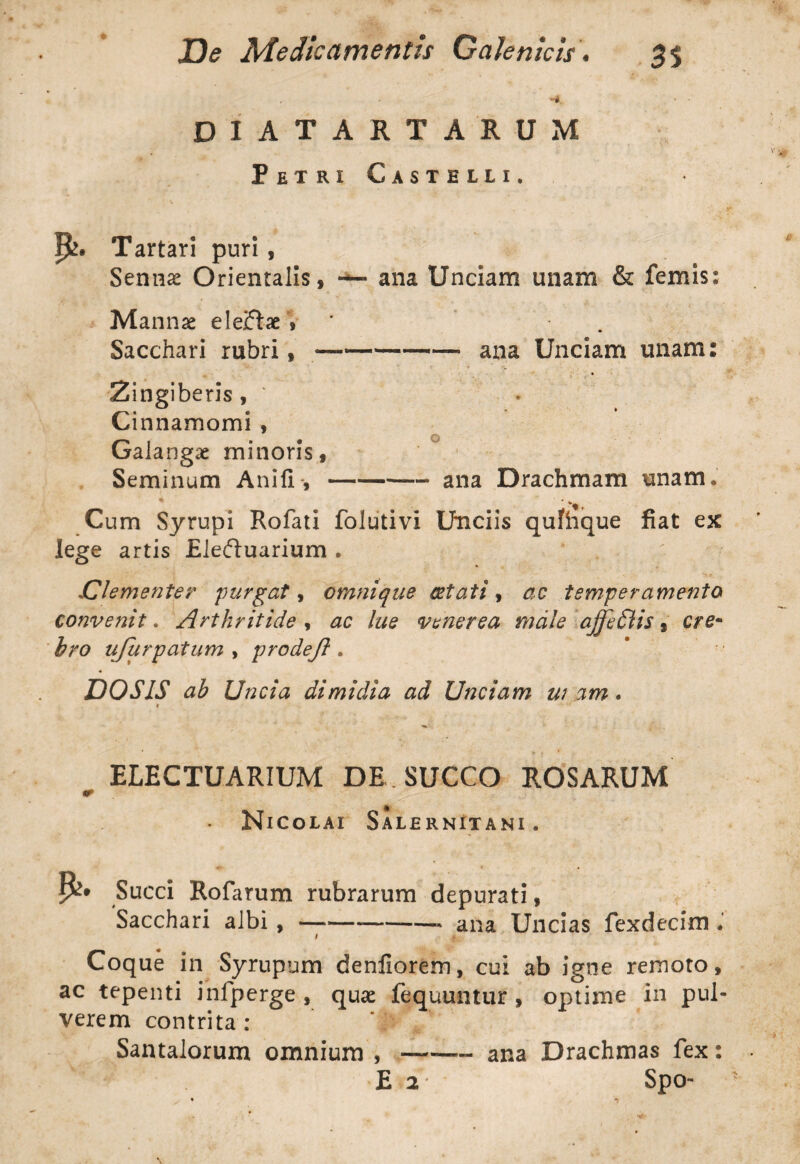 De Medicamentis Galenicis. 35
DIATARTARUM
PETRI CASTELLI.
℞. Tartari puri,
Sennæ Orientalis, — ana Unciam unam & ſemis:
Mannæ electæ,
Sacchari rubri, ———— ana Unciam unam:
Zingiberis,
Cinnamomi,
Galangæ minoris,
Seminum Aniſi, ——— ana Drachmam unam.
Cum Syrupi Roſati ſolutivi Unciis quinque fiat ex
lege artis Electuarium.
Clementer purgat, omnique ætati, ac temperamento
convenit. Arthritide, ac lue venerea male affectis, cre-
bro uſurpatum, prodeſt.
DOSIS ab Uncia dimidia ad Unciam unam.
ELECTUARIUM DE SUCCO ROSARUM
NICOLAI SALERNITANI.
℞. Succi Roſarum rubrarum depurati,
Sacchari albi, ———— ana Uncias ſexdecim.
Coque in Syrupum denſiorem, cui ab igne remoto,
ac tepenti inſperge, quæ ſequuntur, optime in pul-
verem contrita:
Santalorum omnium, —— ana Drachmas ſex:
E 2 Spo-